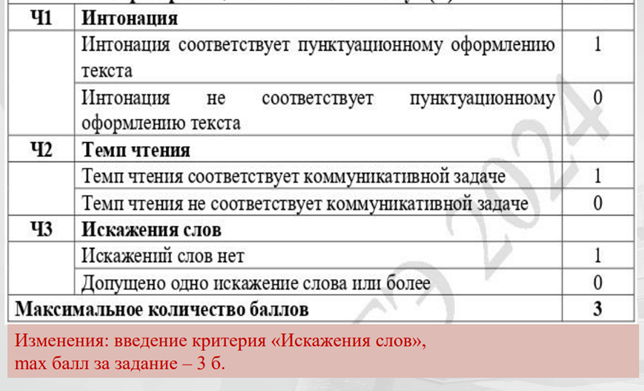 Ч1 Интонация
Интонация соответствует пунктуационному оформлению 1
текста
Интонация не соответствует пунктуационному 0
оформлению текста
Ч2 Темп чтения
Темп чтения соответствует коммуникативной задаче 1
Темп чтения не соответствует коммуникативной задаче 0
Ч3 Искажения слов
Искажений слов нет 1
Допущено одно искажение слова или более 0
Максимальное количество баллов 3
Изменения: введение критерия «Искажения слов»,
max балл за задание – 3 б.
2024